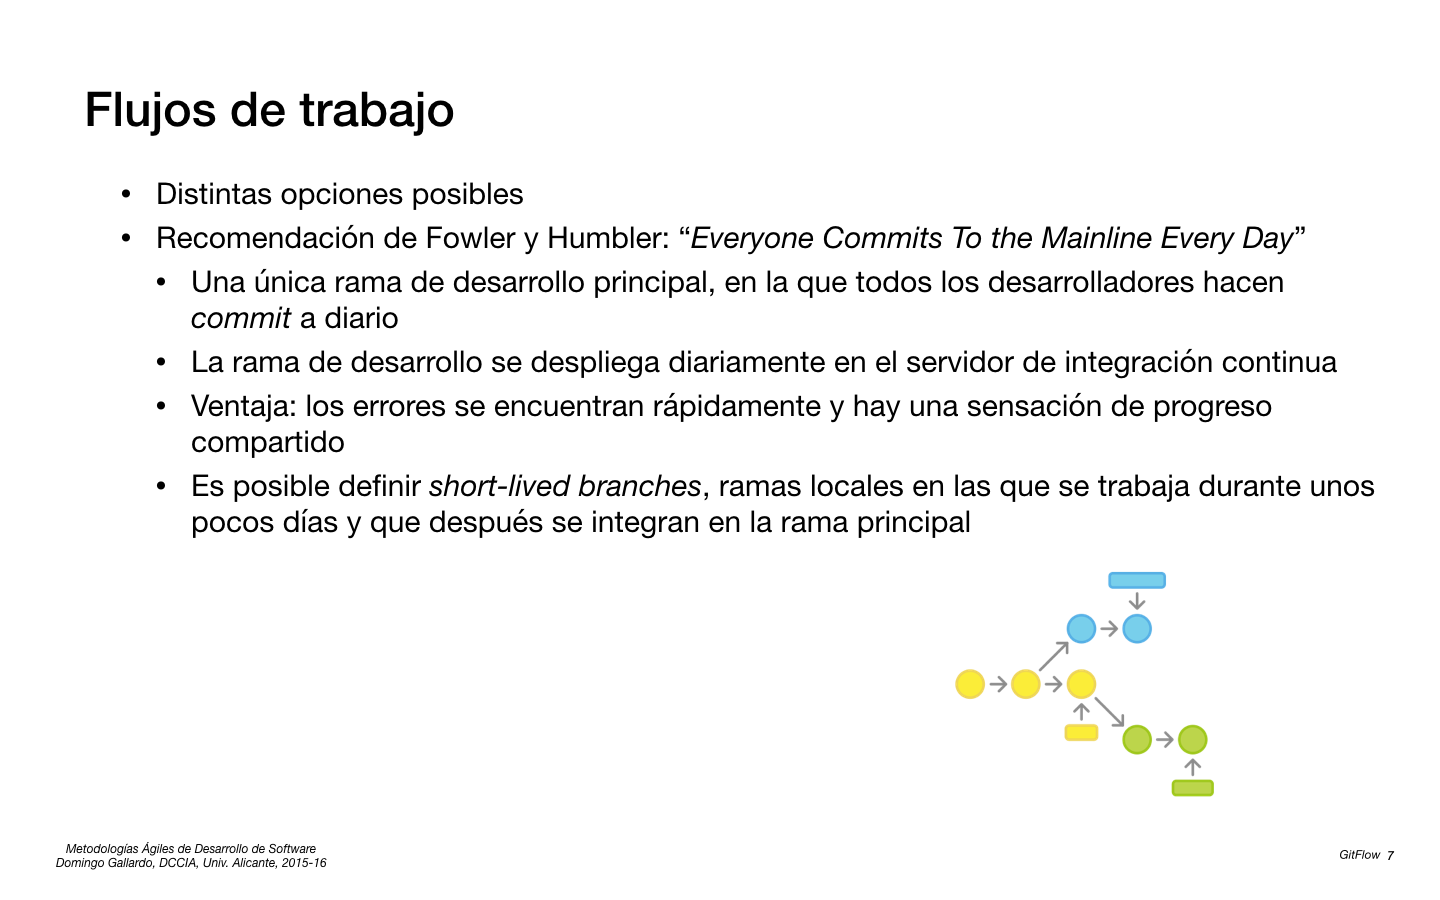 Flujos de trabajo
• Distintas opciones posibles
• Recomendación de Fowler y Humbler: “Everyone Commits To the Mainline Every Day”
• Una única rama de desarrollo principal, en la que todos los desarrolladores hacen
commit a diario
• La rama de desarrollo se despliega diariamente en el servidor de integración continua
• Ventaja: los errores se encuentran rápidamente y hay una sensación de progreso
compartido
• Es posible definir short-lived branches, ramas locales en las que se trabaja durante unos
pocos días y que después se integran en la rama principal
Metodologías Ágiles de Desarrollo de Software
Domingo Gallardo, DCCIA, Univ. Alicante, 2015-16
GitFlow 7